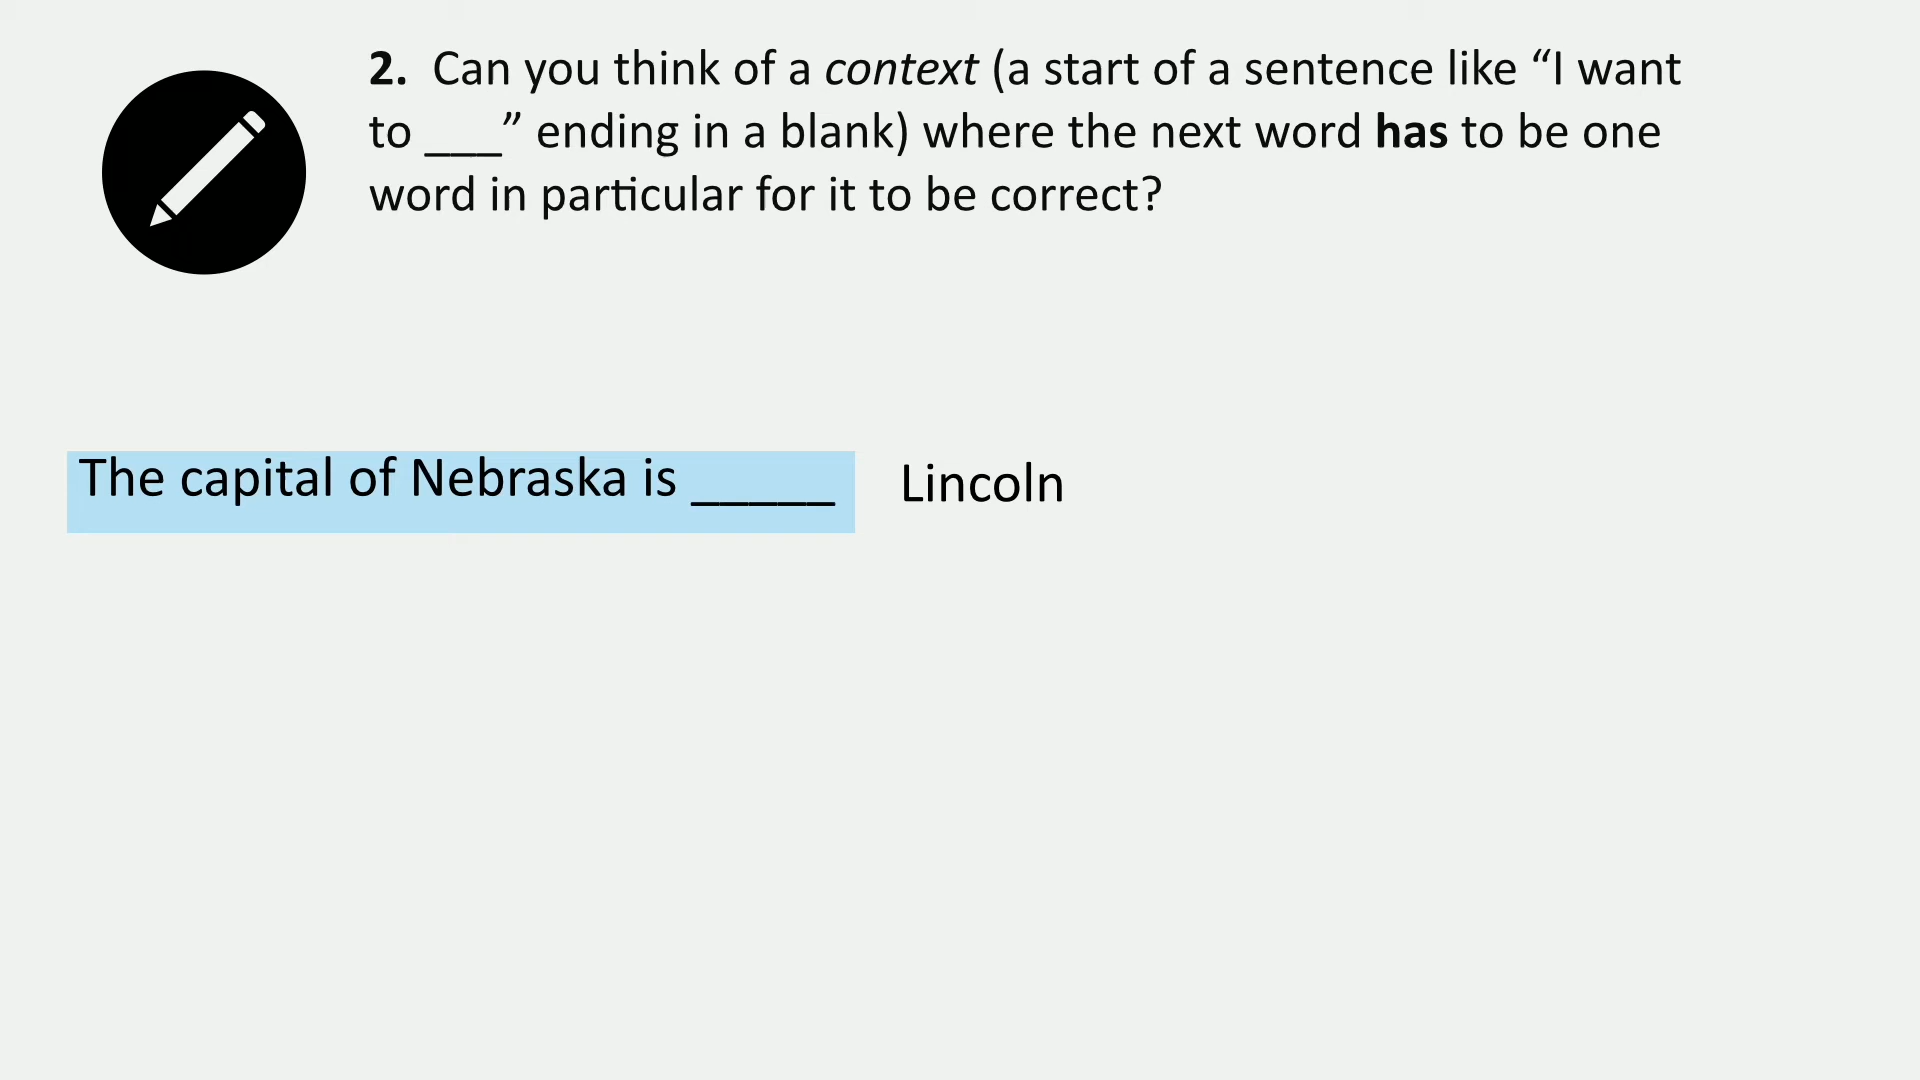 2. Can you think of a context (a start of a sentence like “I want
to ___” ending in a blank) where the next word has to be one
word in particular for it to be correct?
The capital of Nebraska is _____ Lincoln